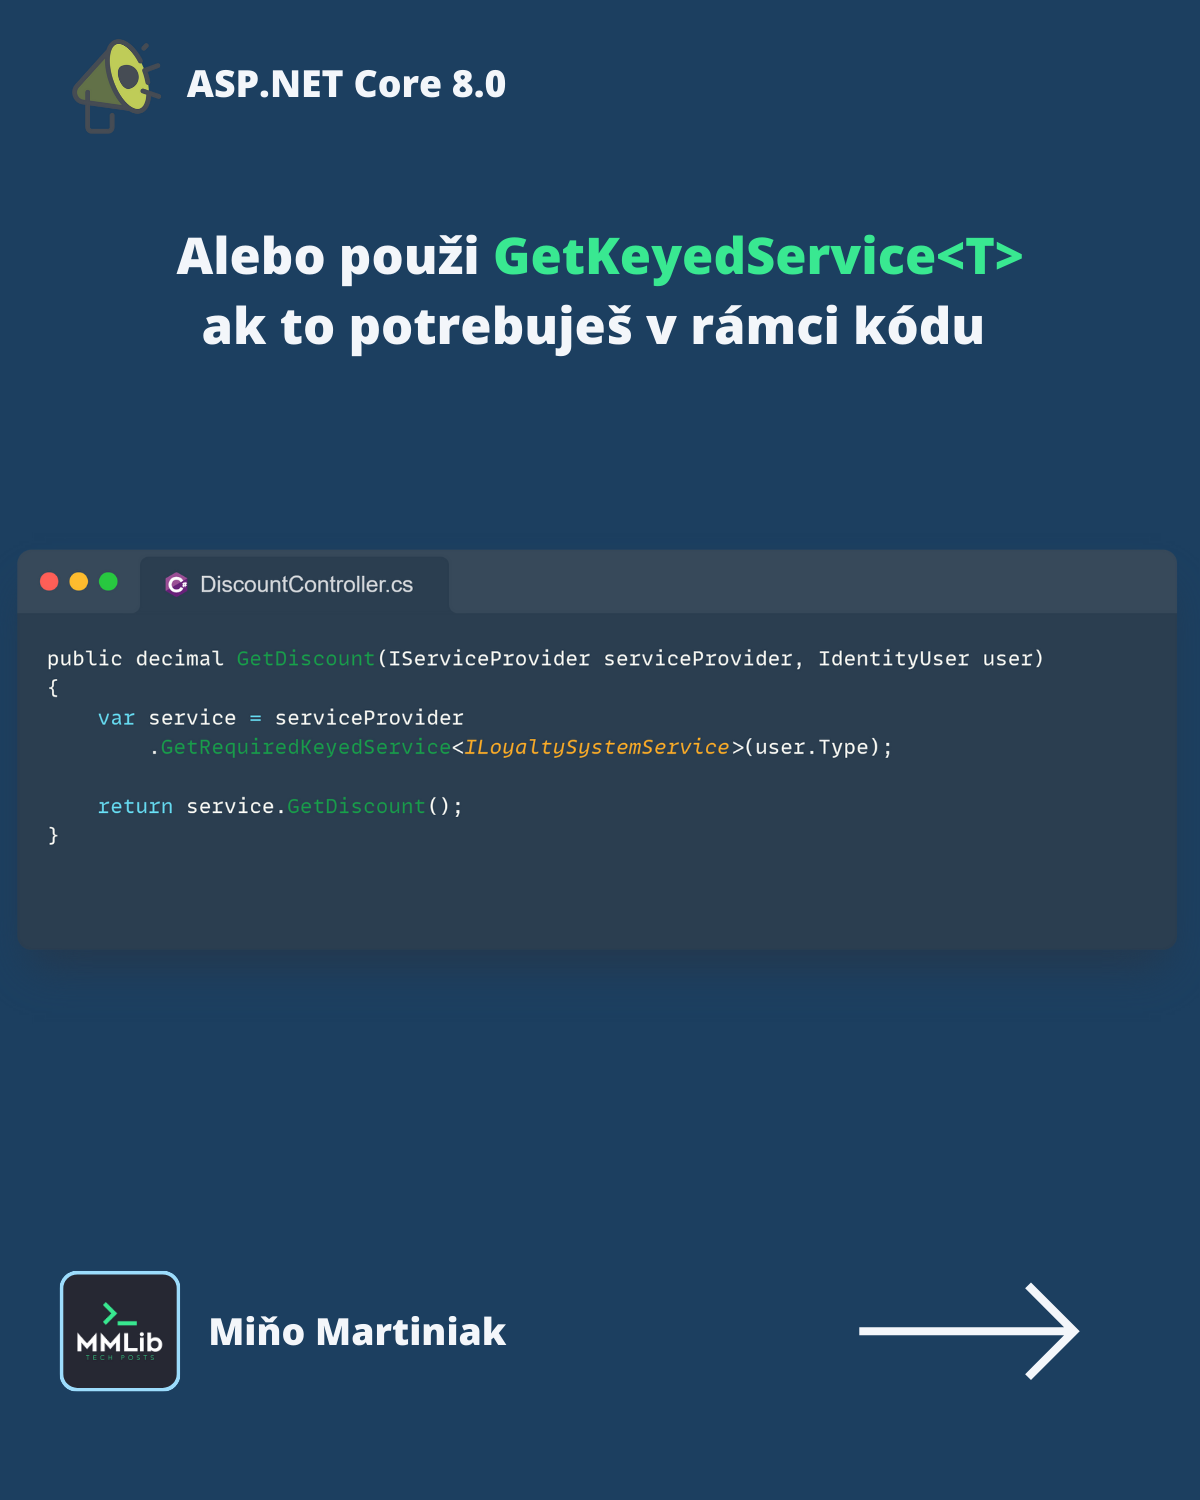 ASP.NET Core 8.0
Alebo použi GetKeyedService<T>
ak to potrebuješ v rámci kódu
DiscountController.cs
public decimal GetDiscount(IServiceProvider serviceProvider, IdentityUser user)
{
    var service = serviceProvider
        .GetRequiredKeyedService<ILoyaltySystemService>(user.Type);
    return service.GetDiscount();
}
MMLib
TECH POSTS
Miňo Martiniak